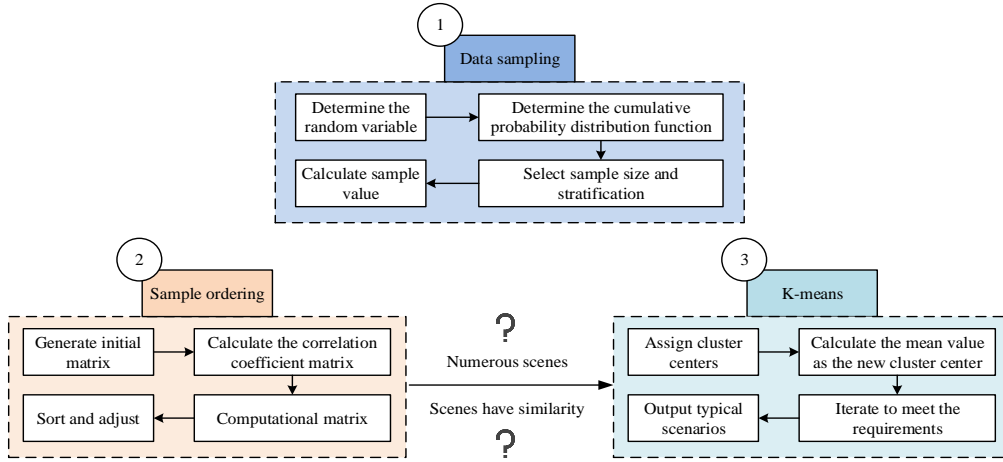 1
Data sampling
Determine the
random variable
Determine the cumulative
probability distribution function
Calculate sample
value
Select sample size and
stratification
2
Sample ordering
Generate initial
matrix
Calculate the correlation
coefficient matrix
Sort and adjust
Computational matrix
?
Numerous scenes
Scenes have similarity
?
3
K-means
Assign cluster
centers
Calculate the mean value
as the new cluster center
Output typical
scenarios
Iterate to meet the
requirements